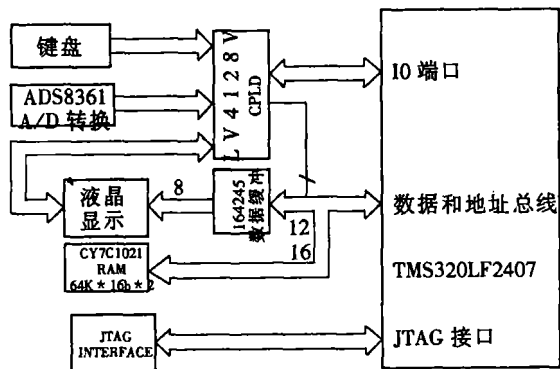 键盘
ADS8361
A/D 转换
LV4128V
CPLD
IO 端口
液晶
显示
8
164245
数据缓冲
数据和地址总线
12
16
CY7C1021
RAM
64K * 16b * 2
TMS320LF2407
JTAG
INTERFACE
JTAG 接口